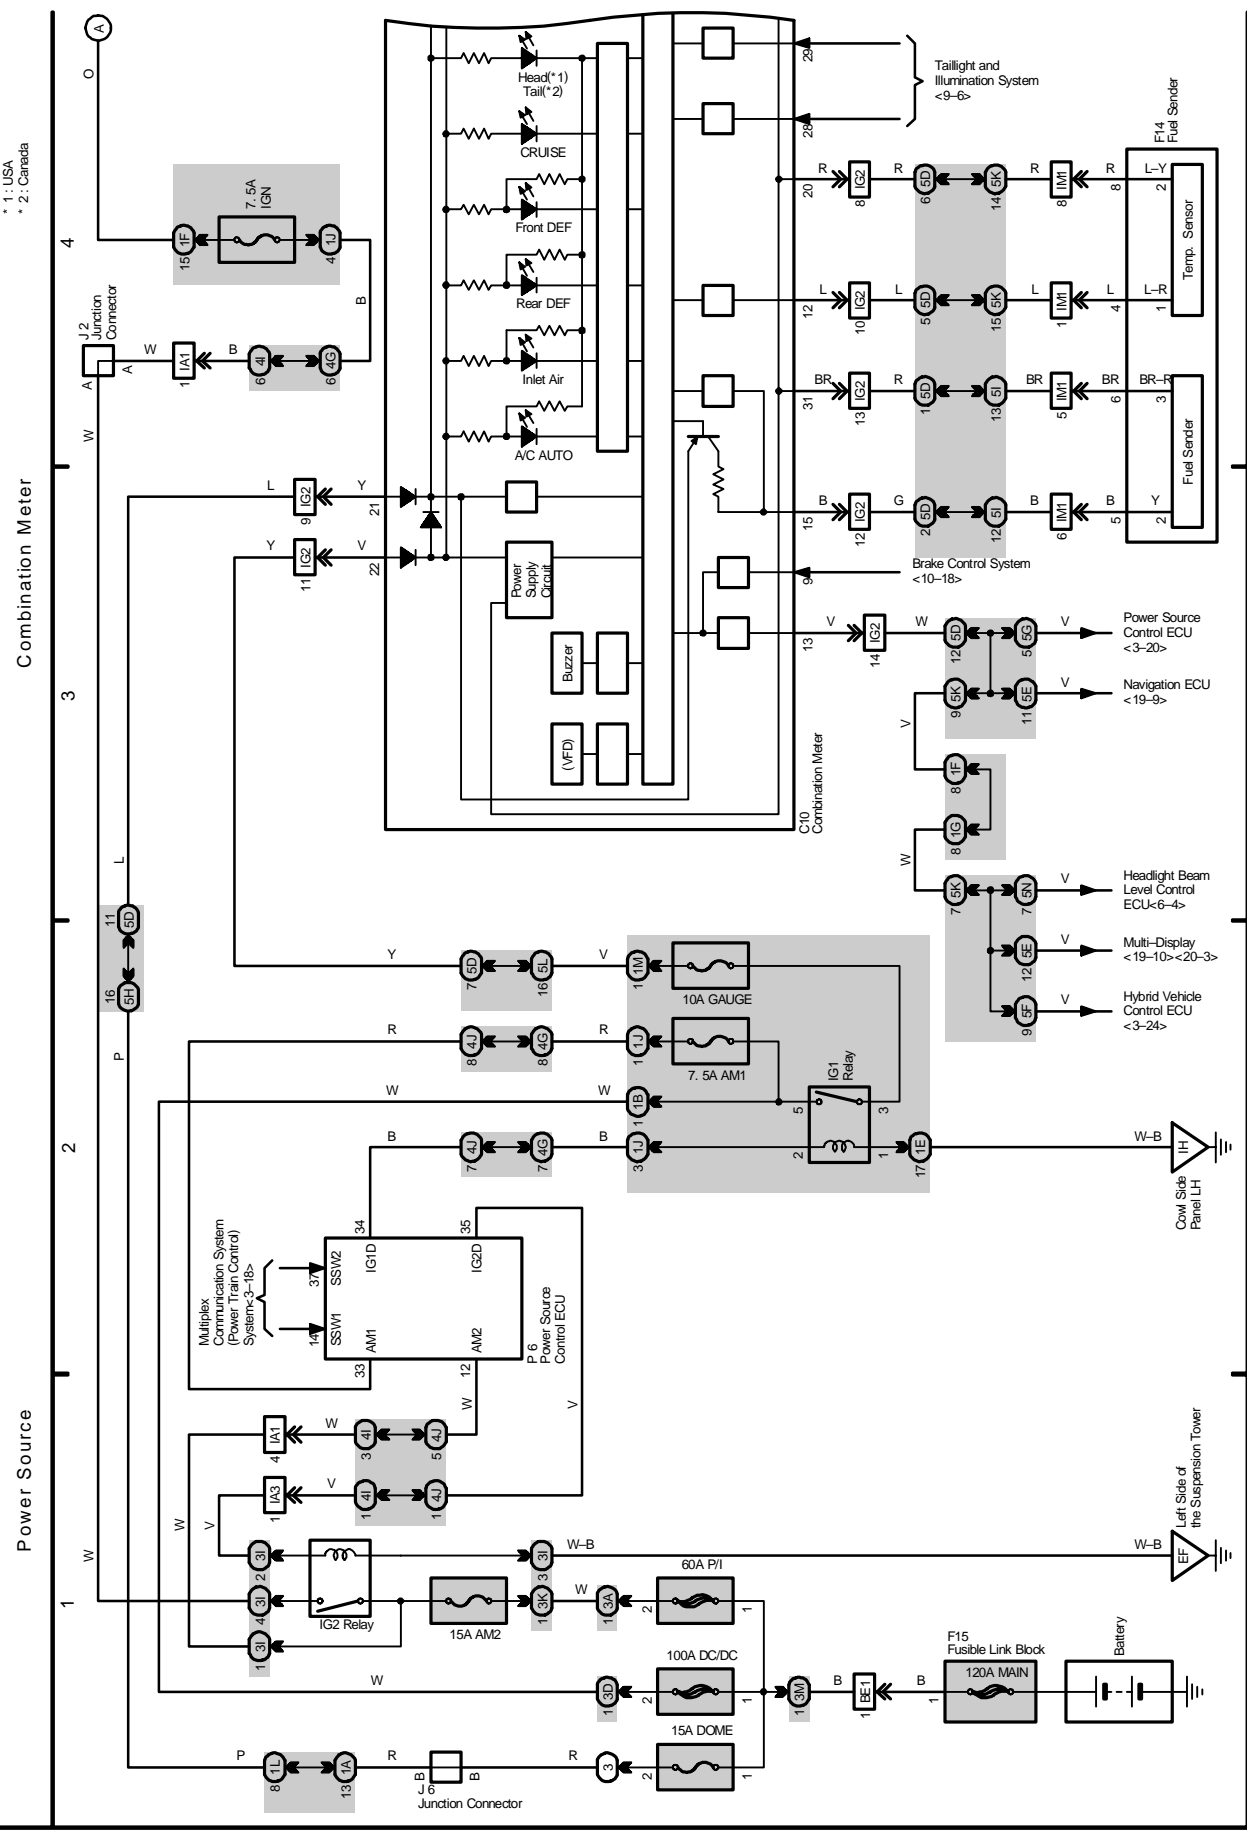 * 1 : USA
* 2 : Canada
Power Source
Combination Meter
1
2
3
4
A
O
7. 5A
IGN
15
1F
4
1J
B
J 2
Junction
Connector
A
A
W
W
1
IA1
B
6
4I
6
4G
Head(*1)
Tail(*2)
CRUISE
Front DEF
Rear DEF
Inlet Air
A/C AUTO
29
28
Taillight and
Illumination System
<9–6>
20
R
8
IG2
R
6
5D
14
5K
R
8
IM1
R
8
L–Y
2
12
L
10
IG2
L
5
5D
15
5K
L
1
IM1
L
4
L–R
1
Temp. Sensor
F14
Fuel Sender
31
BR
13
IG2
R
1
5D
13
5I
BR
5
IM1
BR
6
BR–R
3
15
B
12
IG2
G
2
5D
12
5I
B
6
IM1
B
5
Y
2
Fuel Sender
L
9
IG2
Y
21
Y
11
IG2
V
22
Power
Supply
Circuit
Buzzer
(VFD)
9
Brake Control System
<10–18>
13
V
14
IG2
W
12
5D
5
5G
V
Power Source
Control ECU
<3–20>
9
5K
11
5E
V
Navigation ECU
<19–9>
V
8
1F
8
1G
W
C10
Combination Meter
7
5K
7
5N
V
Headlight Beam
Level Control
ECU<6–4>
12
5E
V
Multi–Display
<19–10><20–3>
9
5F
V
Hybrid Vehicle
Control ECU
<3–24>
L
11
5D
16
5H
P
Y
7
5D
16
5L
V
1
1M
10A GAUGE
R
8
4J
8
4G
R
1
1J
7. 5A AM1
W
W
1
1B
B
7
4J
7
4G
B
3
1J
IG1
Relay
5
3
2
1
17
1E
W–B
IH
Cowl Side
Panel LH
Multiplex
Communication System
(Power Train Control)
System<3–18>
14
SSW1
37
SSW2
34
IG1D
35
IG2D
33
AM1
12
AM2
P 6
Power Source
Control ECU
W
V
4
IA1
W
3
4I
5
4J
1
IA3
V
1
4I
1
4J
W
W
V
2
3I
4
3I
1
3I
IG2 Relay
15A AM2
3
3I
1
3K
W–B
W
1
3A
60A P/I
2
1
EF
W–B
Left Side of
the Suspension Tower
W
1
3D
100A DC/DC
2
1
1
3M
B
1
BE1
B
1
F15
Fusible Link Block
120A MAIN
Battery
15A DOME
2
1
3
R
B
B
J 6
Junction Connector
R
13
1A
8
1L
P